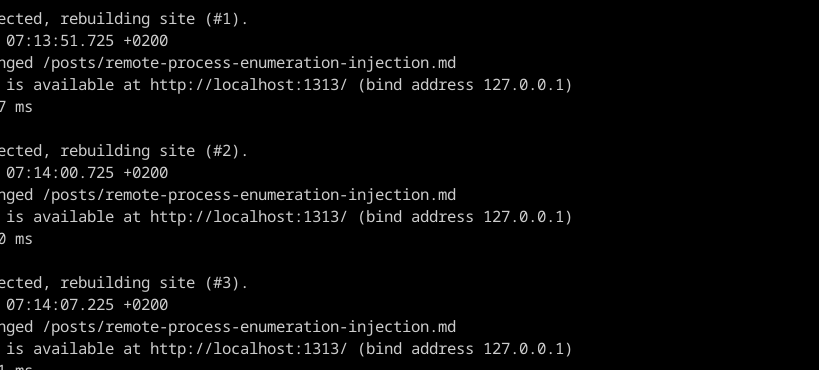 ected, rebuilding site (#1).
07:13:51.725 +0200
nged /posts/remote-process-enumeration-injection.md
is available at http://localhost:1313/ (bind address 127.0.0.1)
7 ms
ected, rebuilding site (#2).
07:14:00.725 +0200
nged /posts/remote-process-enumeration-injection.md
is available at http://localhost:1313/ (bind address 127.0.0.1)
0 ms
ected, rebuilding site (#3).
07:14:07.225 +0200
nged /posts/remote-process-enumeration-injection.md
is available at http://localhost:1313/ (bind address 127.0.0.1)
ms